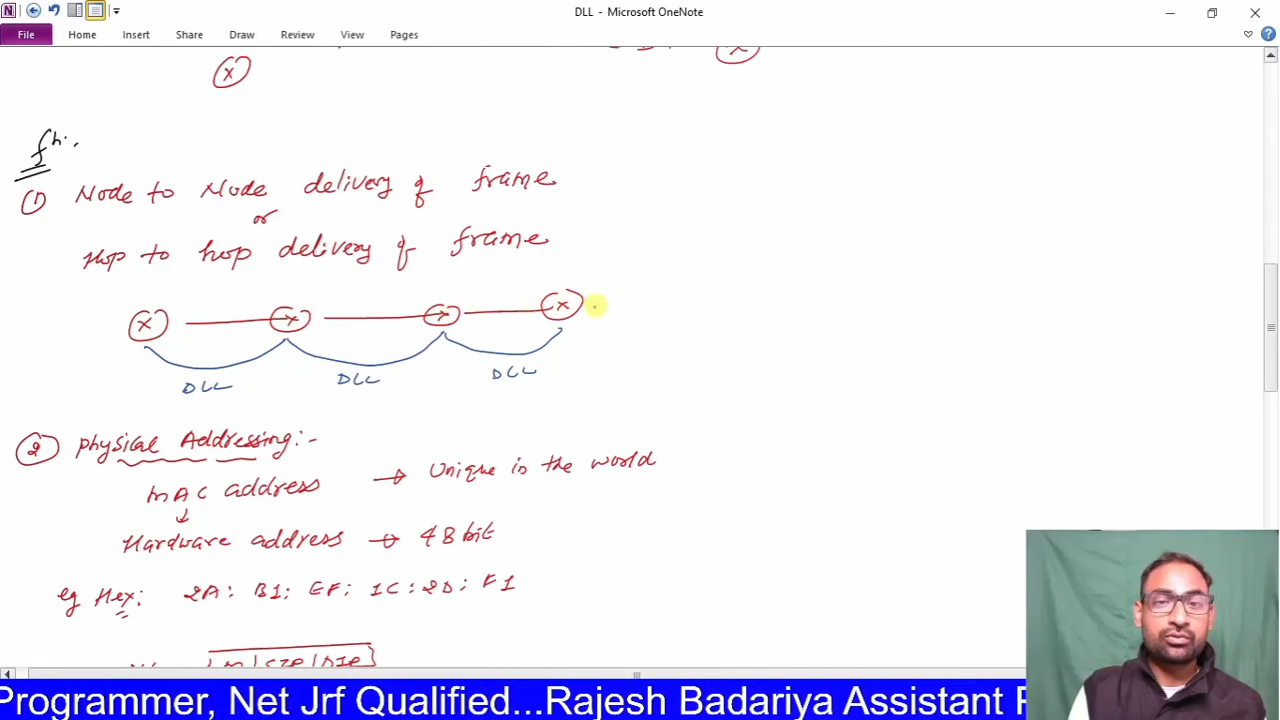 DLL - Microsoft OneNote
File Home Insert Share Draw Review Pages
x
fn:
① Node to Node delivery of frame
or
Hop to hop delivery of frame
x x x x
DLL DLL DLL
② Physical Addressing:-
MAC address → Unique in the world
Hardware address → 48 bit
eg Hex: 2A: B1: EF: 1C: 2D: F1
Programmer, Net Jrf Qualified...Rajesh Badariya Assistant